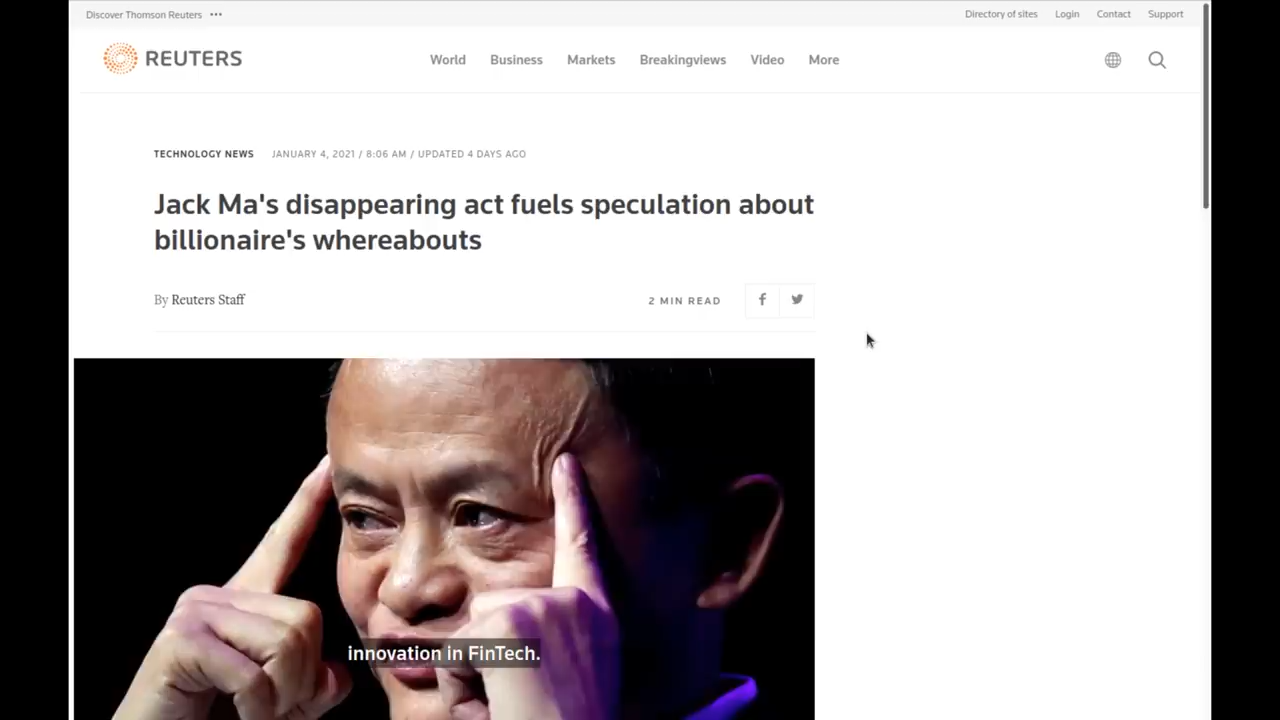 Discover Thomson Reuters •••
Directory of sites Login Contact Support
REUTERS
World Business Markets Breakingviews Video More
TECHNOLOGY NEWS JANUARY 4, 2021 / 8:06 AM / UPDATED 4 DAYS AGO
Jack Ma's disappearing act fuels speculation about
billionaire's whereabouts
By Reuters Staff
2 MIN READ
innovation in FinTech.